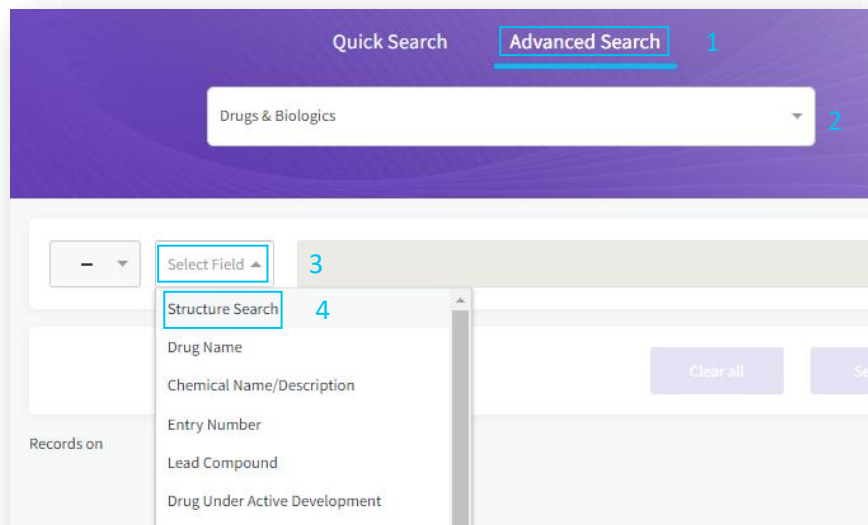 Quick Search Advanced Search 1
Drugs & Biologics 2
– Select Field 3
Structure Search 4
Drug Name
Chemical Name/Description
Clear all Se
Entry Number
Records on
Lead Compound
Drug Under Active Development